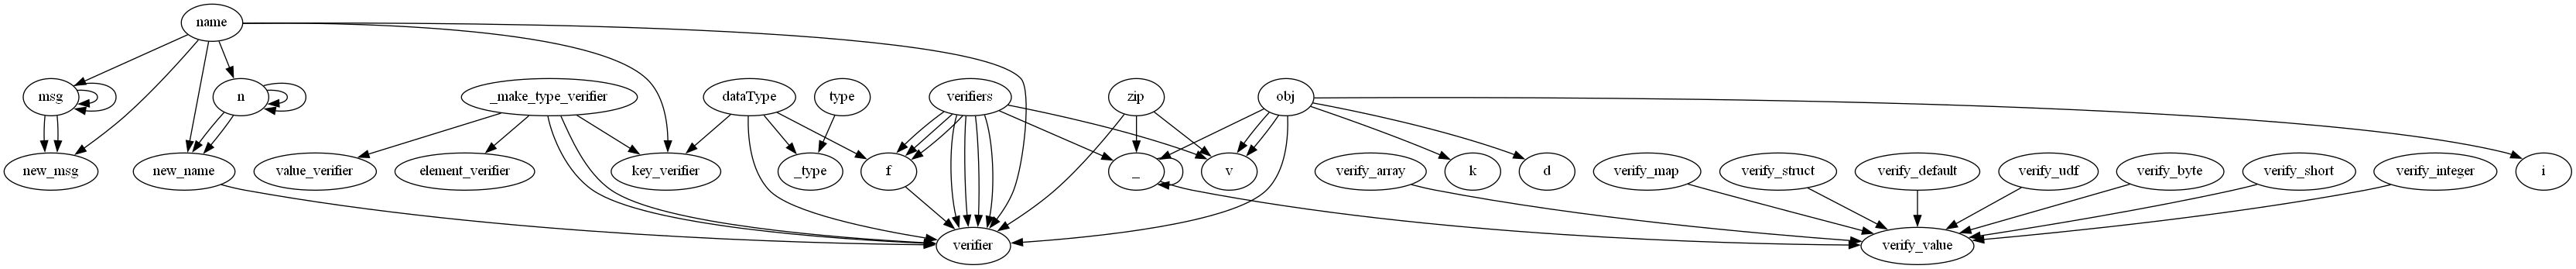 name
msg
n
_make_type_verifier
dataType
type
verifiers
zip
obj
new_msg
new_name
value_verifier
element_verifier
key_verifier
_type
f
_
v
verify_array
k
d
verify_map
verify_struct
verify_default
verify_udf
verify_byte
verify_short
verify_integer
i
verifier
verify_value